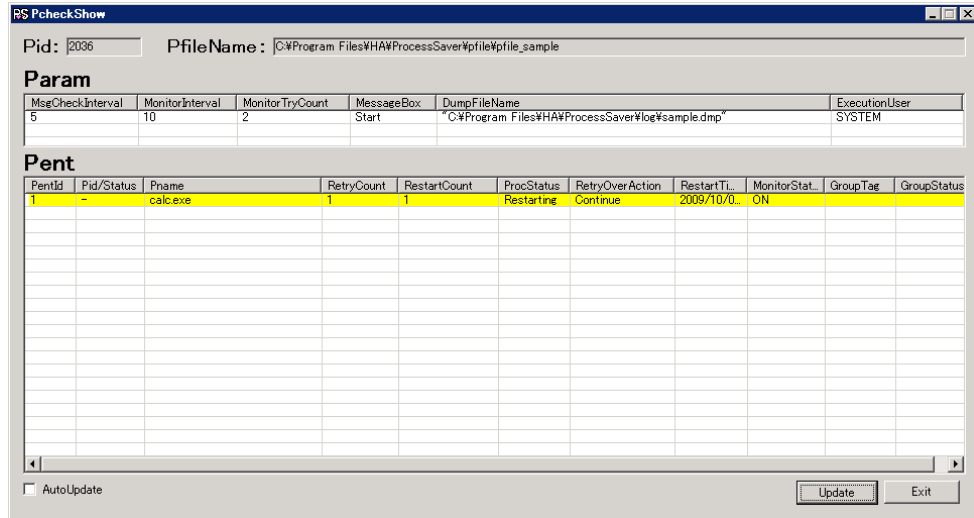 PS PcheckShow
Pid: 2036 PfileName: C:¥Program Files¥HA¥ProcessSaver¥pfile¥pfile_sample
Param
MsgCheckInterval MonitorInterval MonitorTryCount MessageBox DumpFileName ExecutionUser
5 10 2 Start "C:¥Program Files¥HA¥ProcessSaver¥log¥sample.dmp" SYSTEM
Pent
PentId Pid/Status Pname RetryCount RestartCount ProcStatus RetryOverAction RestartTi... MonitorStat... GroupTag GroupStatus
1 - calc.exe 1 1 Restarting Continue 2009/10/0... ON
AutoUpdate Update Exit